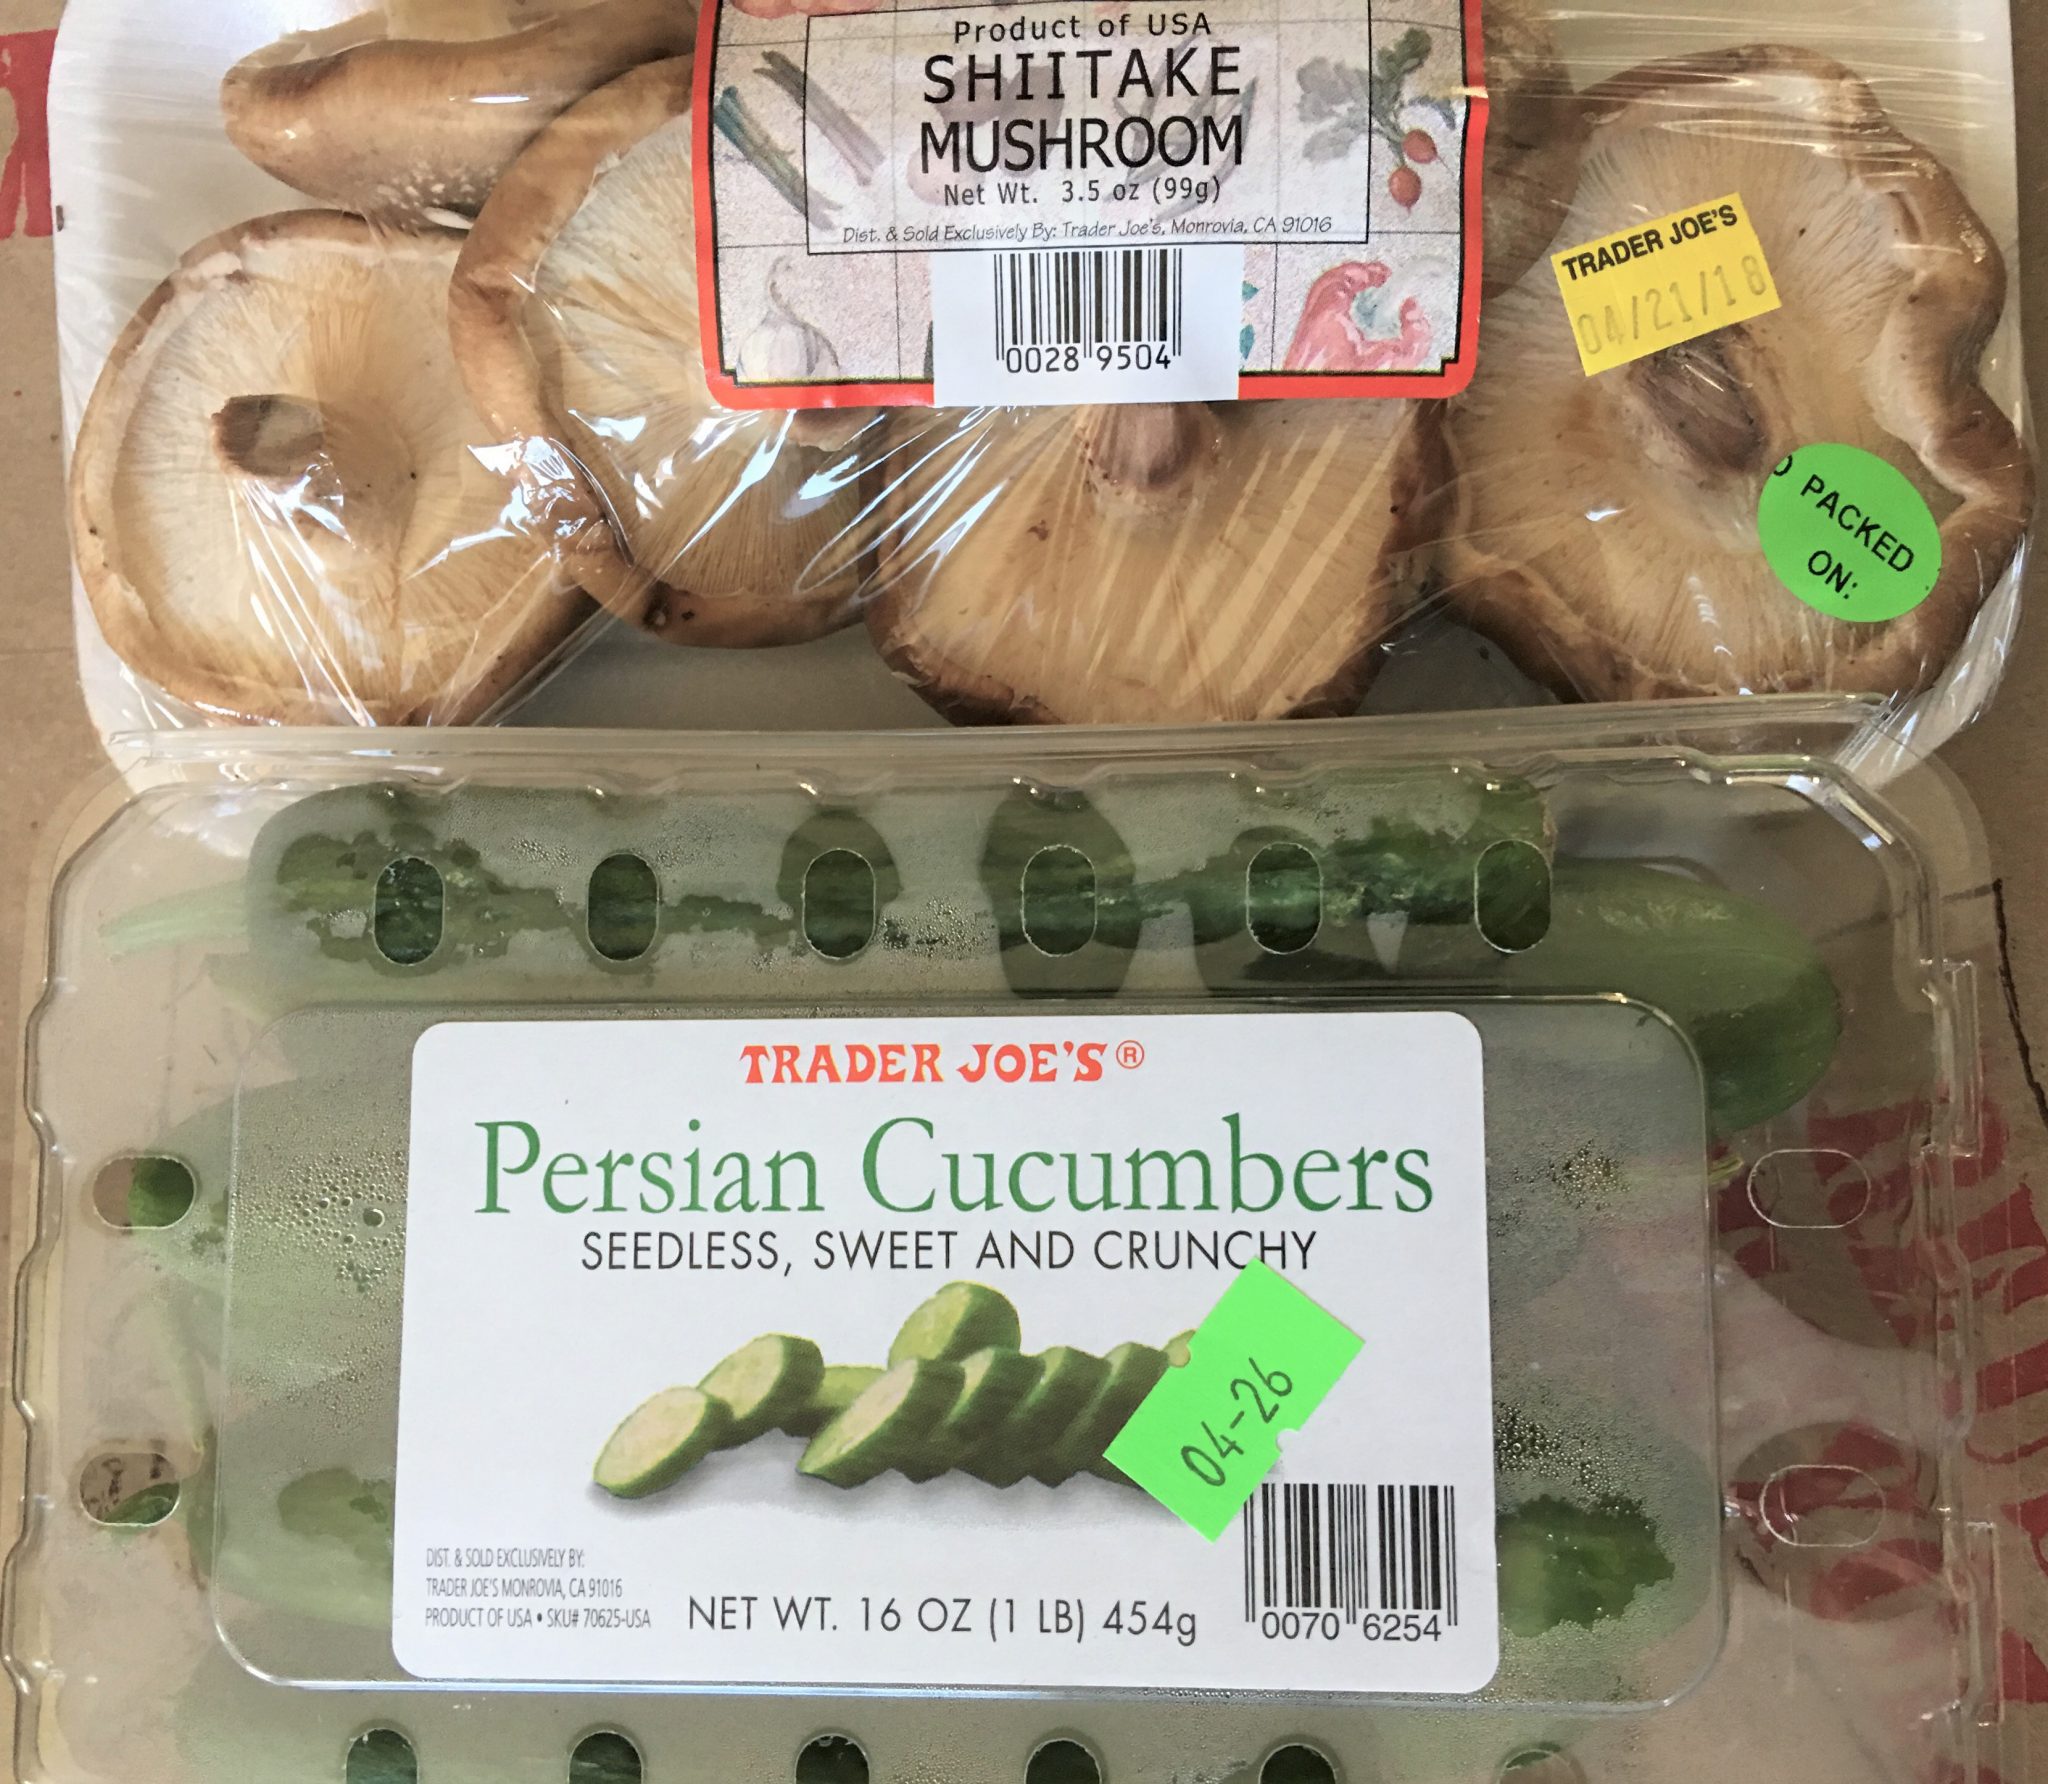 Product of USA
SHIITAKE
MUSHROOM
Net Wt. 3.5 oz (99g)
Dist. & Sold Exclusively By: Trader Joe's, Monrovia, CA 91016
0028 9504
TRADER JOE'S
04/21/18
PACKED
ON:
TRADER JOE'S®
Persian Cucumbers
SEEDLESS, SWEET AND CRUNCHY
04-26
DIST. & SOLD EXCLUSIVELY BY:
TRADER JOE'S MONROVIA, CA 91016
PRODUCT OF USA • SKU# 70625-USA
NET WT. 16 OZ (1 LB) 454g
0070 6254